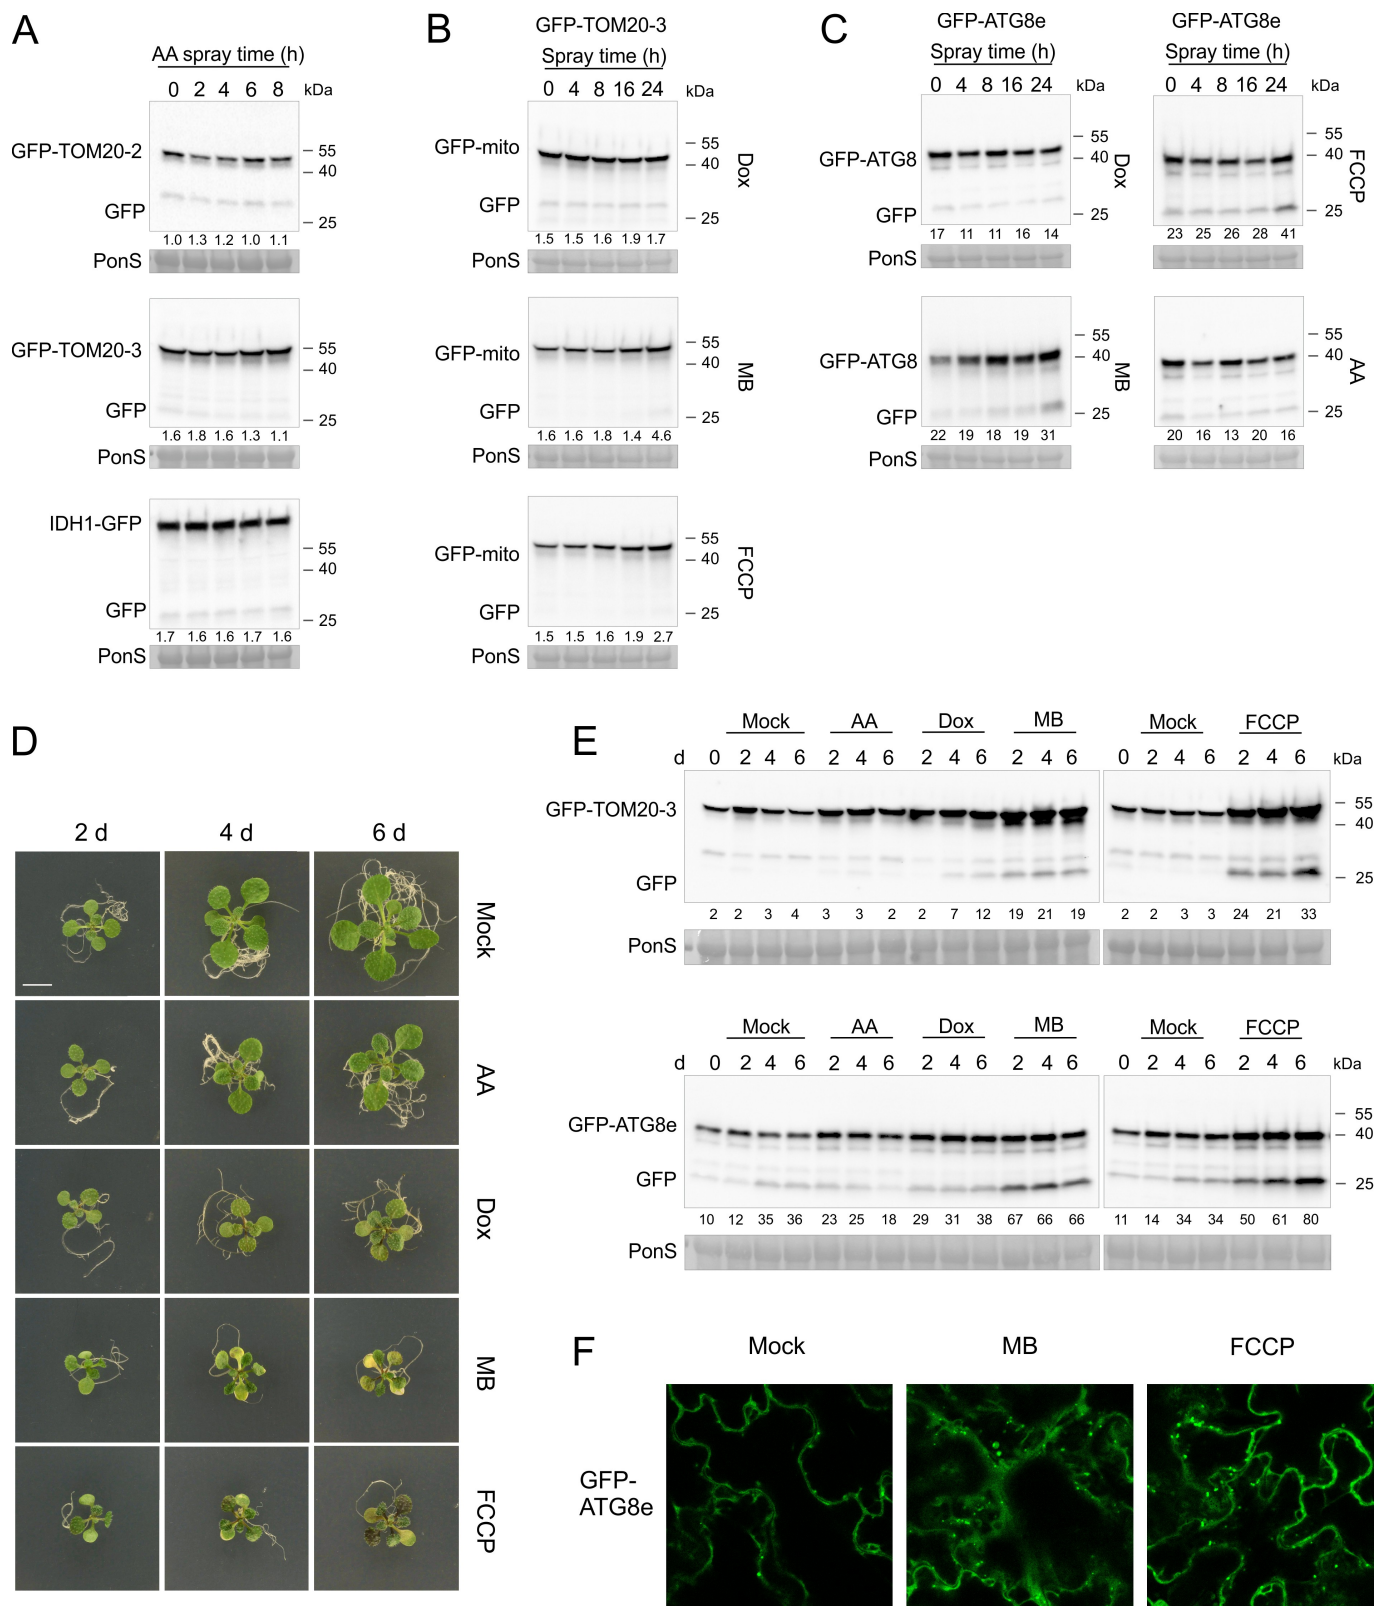 A
AA spray time (h)
0 2 4 6 8 kDa
GFP-TOM20-2
55
40
GFP
25
1.0 1.3 1.2 1.0 1.1
PonS
GFP-TOM20-3
55
40
GFP
25
1.6 1.8 1.6 1.3 1.1
PonS
IDH1-GFP
55
40
GFP
25
1.7 1.6 1.6 1.7 1.6
PonS
B
GFP-TOM20-3
Spray time (h)
0 4 8 16 24 kDa
GFP-mito
55
40
GFP
25
Dox
1.5 1.5 1.6 1.9 1.7
PonS
GFP-mito
55
40
GFP
25
MB
1.6 1.6 1.8 1.4 4.6
PonS
GFP-mito
55
40
GFP
25
FCCP
1.5 1.5 1.6 1.9 2.7
PonS
C
GFP-ATG8e
Spray time (h)
0 4 8 16 24 kDa
GFP-ATG8
55
40
GFP
25
Dox
17 11 11 16 14
PonS
GFP-ATG8e
Spray time (h)
0 4 8 16 24 kDa
55
40
25
FCCP
23 25 26 28 41
GFP-ATG8
55
40
GFP
25
MB
22 19 18 19 31
PonS
55
40
25
AA
20 16 13 20 16
D
2 d 4 d 6 d
Mock
AA
Dox
MB
FCCP
E
Mock AA Dox MB Mock FCCP
d 0 2 4 6 2 4 6 2 4 6 2 4 6 0 2 4 6 2 4 6 kDa
GFP-TOM20-3
55
40
GFP
25
2 2 3 4 3 3 2 2 7 12 19 21 19 2 2 3 3 24 21 33
PonS
Mock AA Dox MB Mock FCCP
d 0 2 4 6 2 4 6 2 4 6 2 4 6 0 2 4 6 2 4 6 kDa
GFP-ATG8e
55
40
GFP
25
10 12 35 36 23 25 18 29 31 38 67 66 66 11 14 34 34 50 61 80
PonS
F
Mock MB FCCP
GFP-
ATG8e